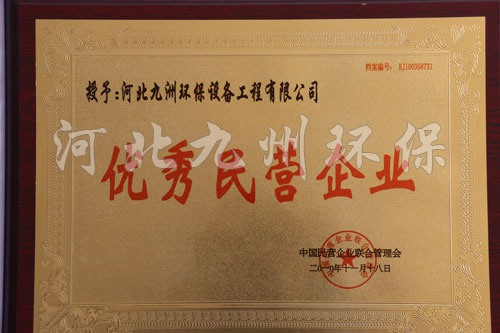 档案编号： BJ100360731
授予：河北九洲环保设备工程有限公司
河北九州环保
优秀民营企业
中国民营企业联合管理会
二〇一〇年十一月十八日